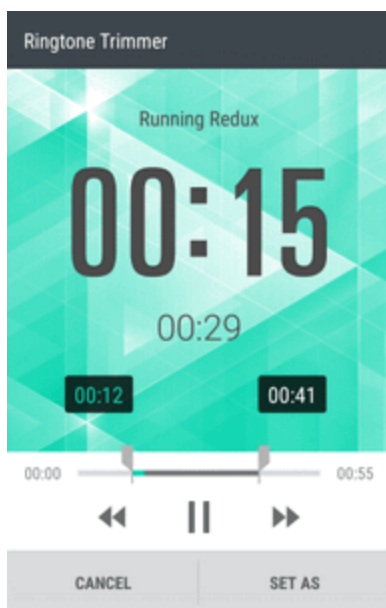 Ringtone Trimmer
Running Redux
00:15
00:29
00:12 00:41
00:00 00:55
CANCEL SET AS